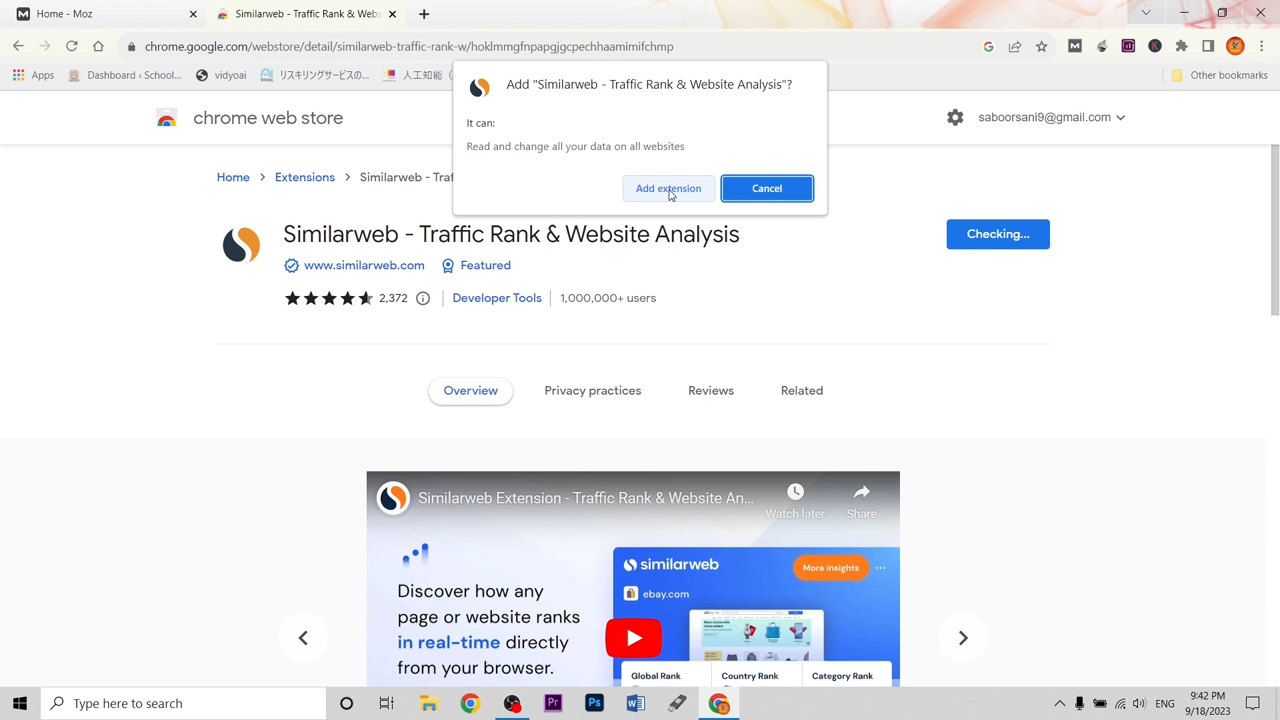 Home – Moz
Similarweb - Traffic Rank & Webs
chrome.google.com/webstore/detail/similarweb-traffic-rank-w/hoklmmgfnpapgjgcpechhaamimifchmp
Apps
Dashboard ‹ School...
vidyoai
リスキリングサービスの...
人工知能
Other bookmarks
Add "Similarweb - Traffic Rank & Website Analysis"?
It can:
Read and change all your data on all websites
Add extension
Cancel
chrome web store
saboorsani9@gmail.com
Home
Extensions
Similarweb - Traf
Similarweb - Traffic Rank & Website Analysis
Checking...
www.similarweb.com
Featured
2,372
Developer Tools
1,000,000+ users
Overview
Privacy practices
Reviews
Related
Similarweb Extension - Traffic Rank & Website An...
Watch later
Share
Discover how any
page or website ranks
in real-time directly
from your browser.
similarweb
More insights
ebay.com
Global Rank
Country Rank
Category Rank
Type here to search
ENG
9:42 PM
9/18/2023